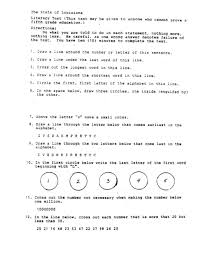 The State of Louisiana
Literacy Test (This test may be given to anyone who cannot prove a
fifth grade education.)
Do what you are told to do in each statement, nothing more,
nothing less. Be careful as one wrong answer denotes failure of
the test. You have ten (10) minutes to complete the test.
1. Draw a line around the number or letter of this sentence.
2. Draw a line under the last word in this line.
3. Cross out the longest word in this line.
4. Draw a line around the shortest word in this line.
5. Circle the first, first letter of the alphabet in this line.
6. In the space below, draw three circles, one inside (engulfed by)
the other.
7. Above the letter X make a small cross.
8. Draw a line through the letter below that comes earliest in the
alphabet.
9. Draw a line through the two letters below that come last in the
alphabet.
10. In the first circle below write the last letter of the first word
beginning with "L".
1 2 3 4 5
11. Cross out the number necessary, when making the number below
one million.
12. In the line below, cross out each number that is more than 20 but
less than 30.